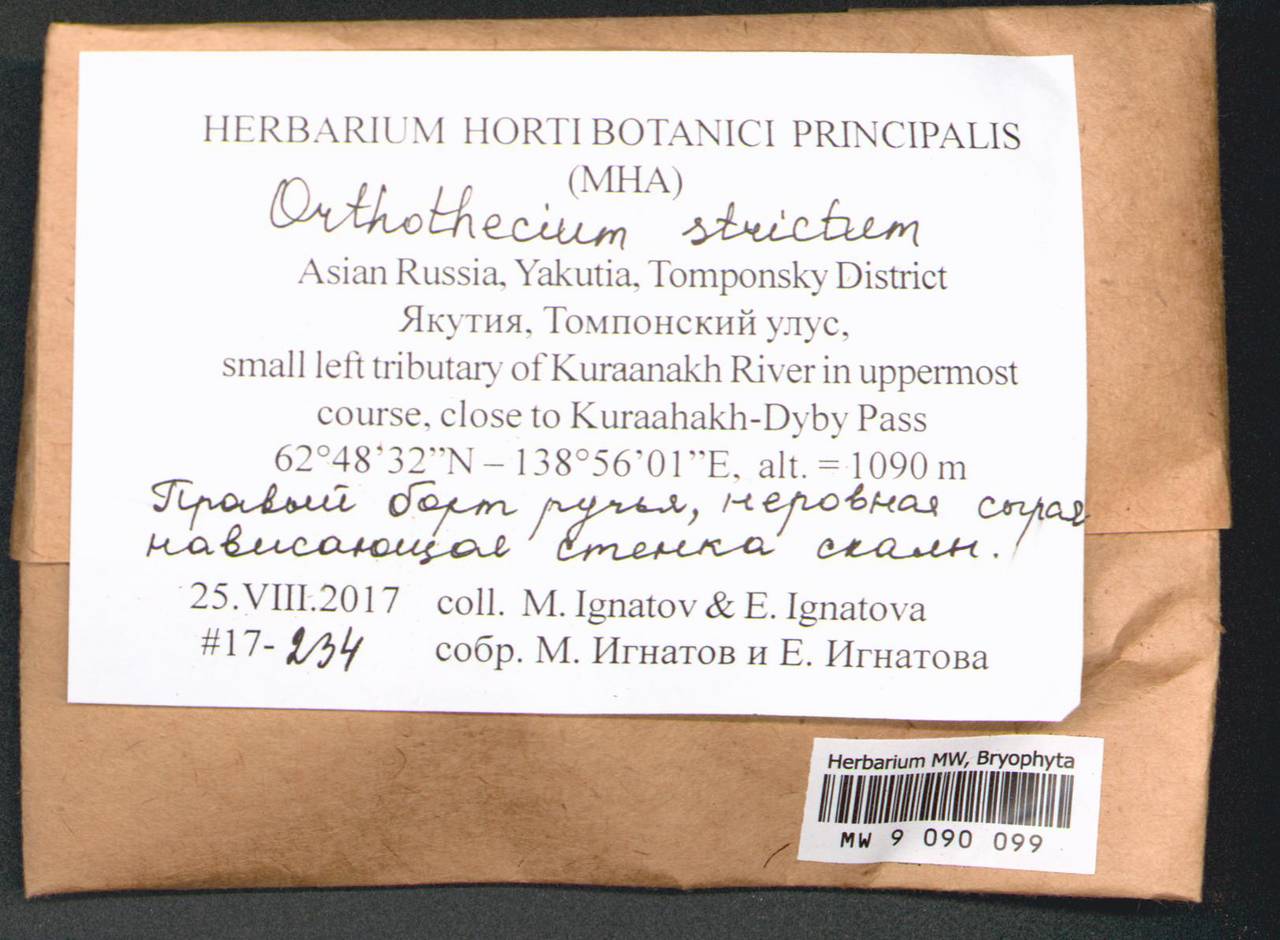 HERBARIUM HORTI BOTANICI PRINCIPALIS
(MHA)
Orthothecium strictum
Asian Russia, Yakutia, Tomponsky District
Якутия, Томпонский улус,
small left tributary of Kuraanakh River in uppermost
course, close to Kuraahakh-Dyby Pass
62°48’32”N – 138°56’01”E, alt. = 1090 m
Правый борт ручья, неровная сырая
нависающая стенка скалы.
25.VIII.2017 coll. M. Ignatov & E. Ignatova
#17-234 собр. М. Игнатов и Е. Игнатова
Herbarium MW, Bryophyta
MW 9 090 099